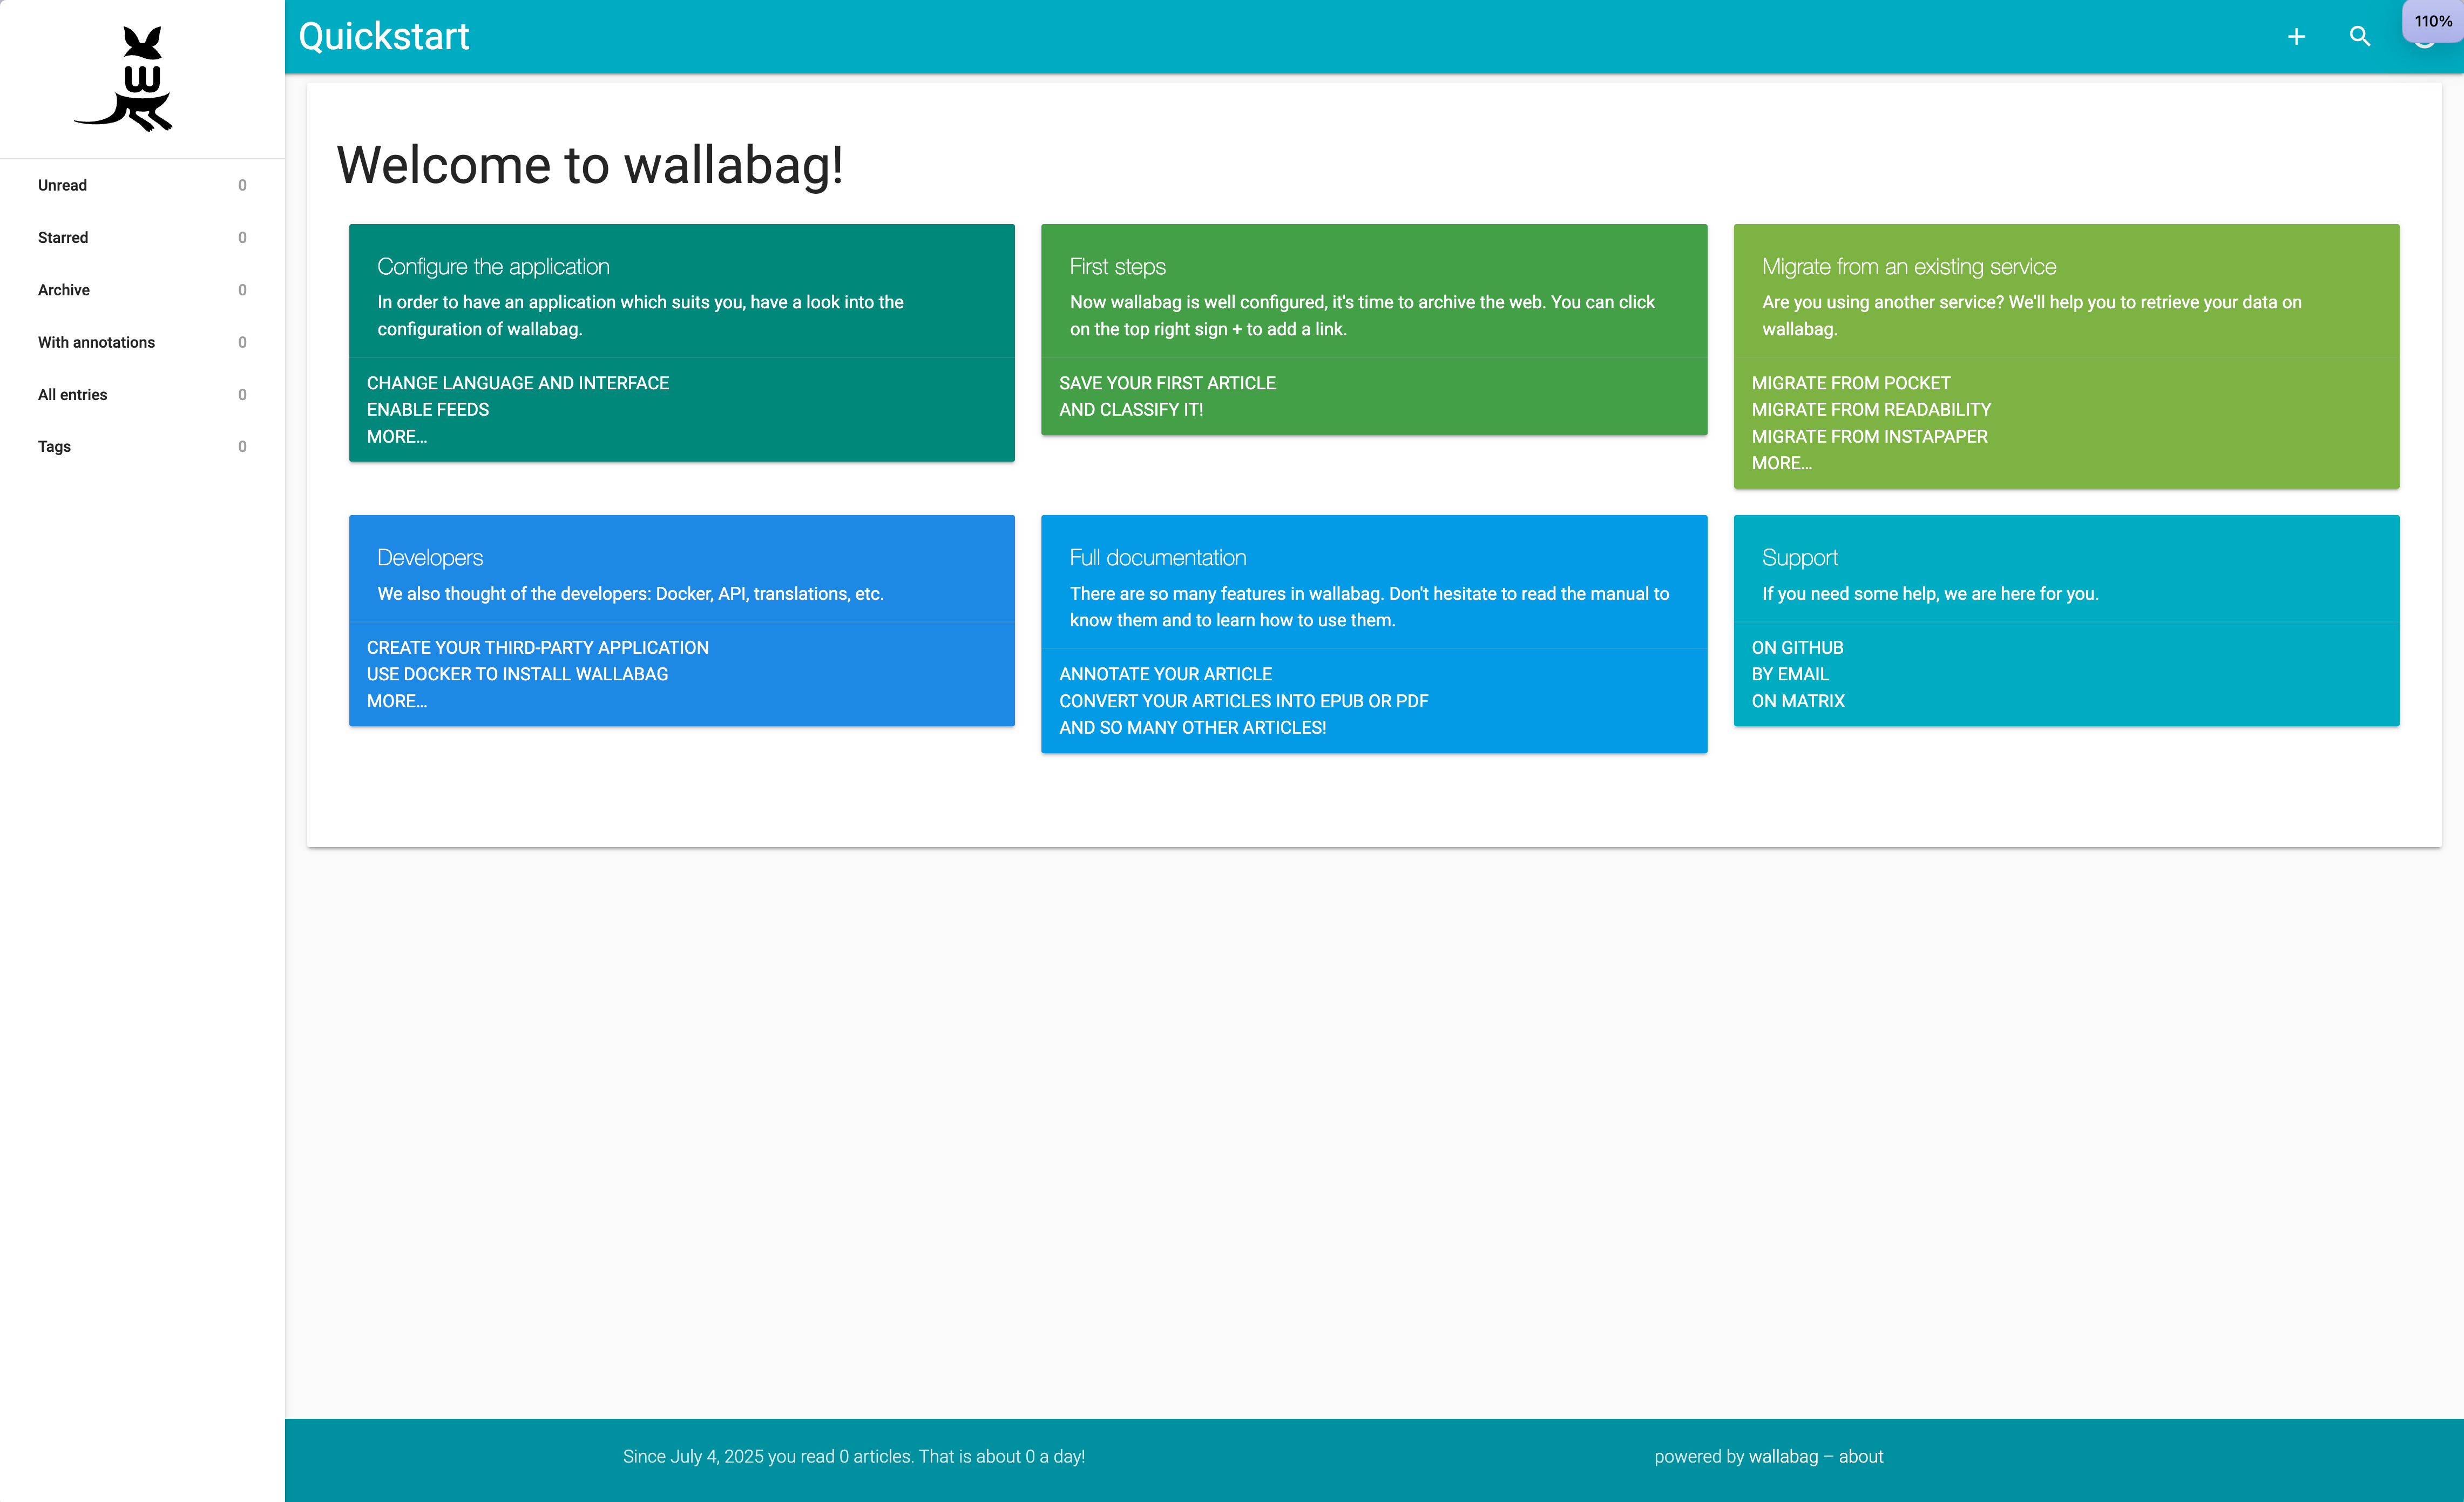 Quickstart
110%
W
Unread 0
Starred 0
Archive 0
With annotations 0
All entries 0
Tags 0
Welcome to wallabag!
Configure the application
In order to have an application which suits you, have a look into the
configuration of wallabag.
CHANGE LANGUAGE AND INTERFACE
ENABLE FEEDS
MORE...
First steps
Now wallabag is well configured, it's time to archive the web. You can click
on the top right sign + to add a link.
SAVE YOUR FIRST ARTICLE
AND CLASSIFY IT!
Migrate from an existing service
Are you using another service? We'll help you to retrieve your data on
wallabag.
MIGRATE FROM POCKET
MIGRATE FROM READABILITY
MIGRATE FROM INSTAPAPER
MORE...
Developers
We also thought of the developers: Docker, API, translations, etc.
CREATE YOUR THIRD-PARTY APPLICATION
USE DOCKER TO INSTALL WALLABAG
MORE...
Full documentation
There are so many features in wallabag. Don't hesitate to read the manual to
know them and to learn how to use them.
ANNOTATE YOUR ARTICLE
CONVERT YOUR ARTICLES INTO EPUB OR PDF
AND SO MANY OTHER ARTICLES!
Support
If you need some help, we are here for you.
ON GITHUB
BY EMAIL
ON MATRIX
Since July 4, 2025 you read 0 articles. That is about 0 a day!
powered by wallabag – about